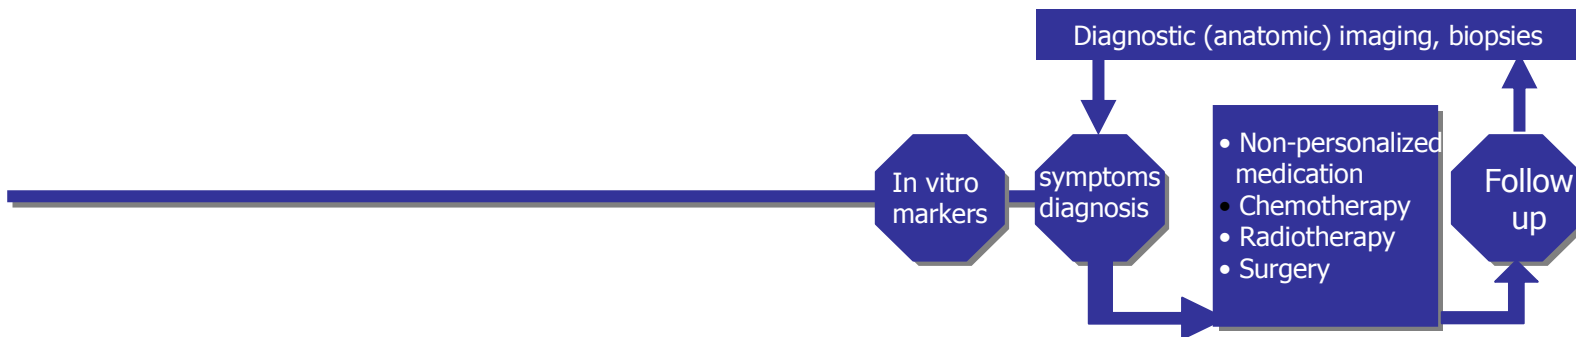 Diagnostic (anatomic) imaging, biopsies
In vitro
markers
symptoms
diagnosis
• Non-personalized
medication
• Chemotherapy
• Radiotherapy
• Surgery
Follow
up